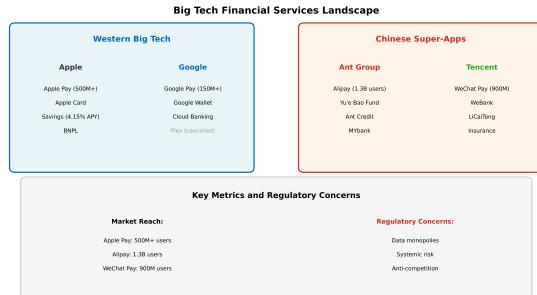 Big Tech Financial Services Landscape
Western Big Tech
Apple
Apple Pay (500M+)
Apple Card
Savings (4.15% APY)
BNPL
Google
Google Pay (150M+)
Google Wallet
Cloud Banking
Plex (cancelled)
Chinese Super-Apps
Ant Group
Alipay (1.3B users)
Yu'e Bao Fund
Ant Credit
MYbank
Tencent
WeChat Pay (900M)
WeBank
LiCaiTong
Insurance
Key Metrics and Regulatory Concerns
Market Reach:
Apple Pay: 500M+ users
Alipay: 1.3B users
WeChat Pay: 900M users
Regulatory Concerns:
Data monopolies
Systemic risk
Anti-competition